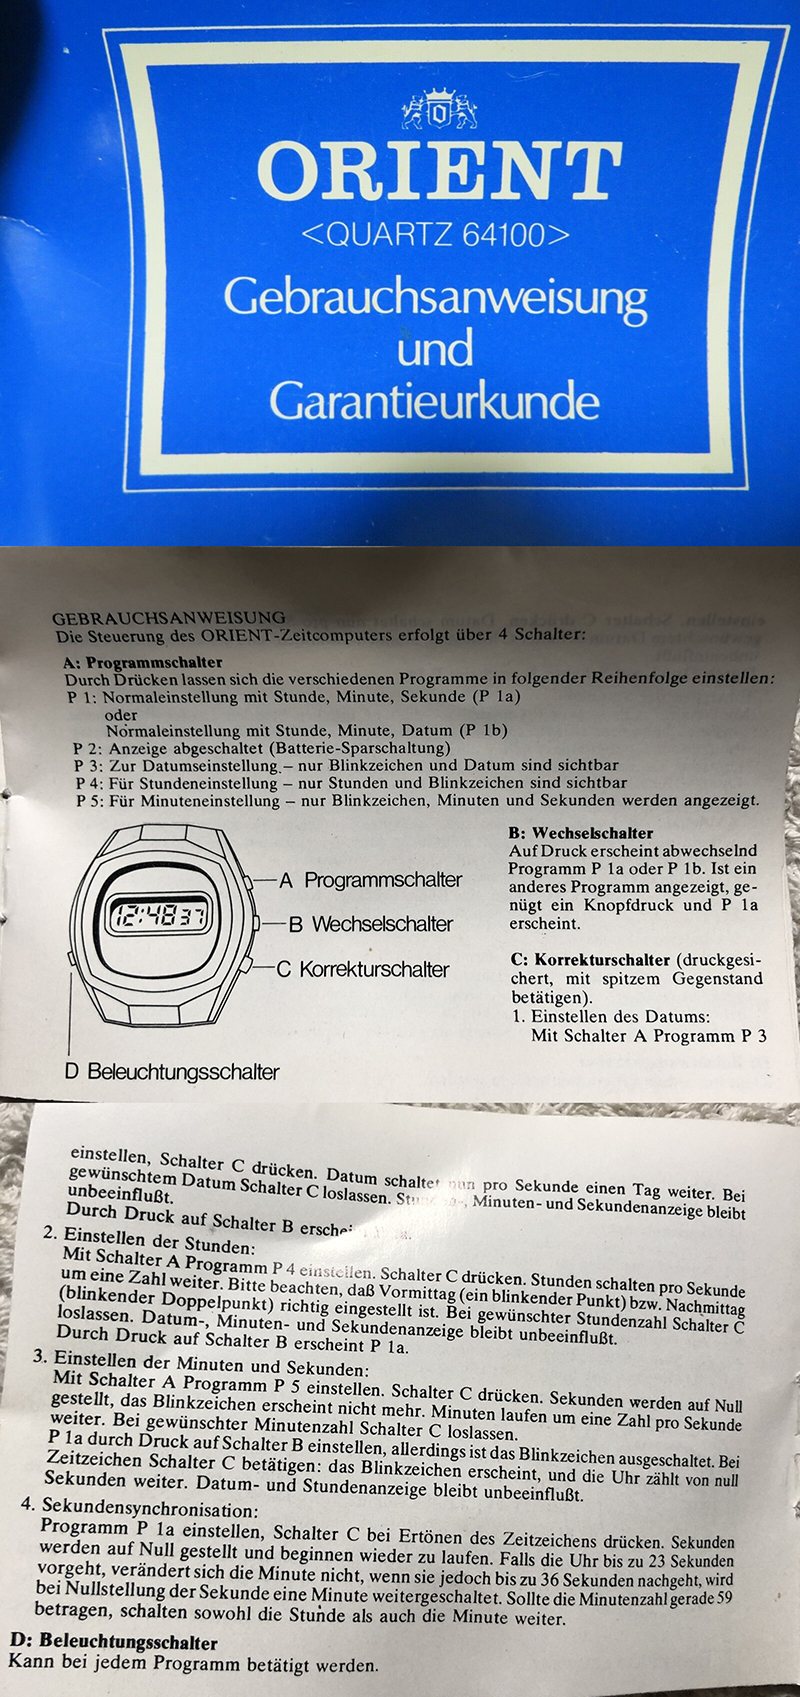 ORIENT
<QUARTZ 64100>
Gebrauchsanweisung
und
Garantieurkunde
GEBRAUCHSANWEISUNG
Die Steuerung des ORIENT-Zeitcomputers erfolgt über 4 Schalter:
A: Programmschalter
Durch Drücken lassen sich die verschiedenen Programme in folgender Reihenfolge einstellen:
P 1: Normaleinstellung mit Stunde, Minute, Sekunde (P 1a)
oder
Normaleinstellung mit Stunde, Minute, Datum (P 1b)
P 2: Anzeige abgeschaltet (Batterie-Sparschaltung)
P 3: Zur Datumseinstellung – nur Blinkzeichen und Datum sind sichtbar
P 4: Für Stundeneinstellung – nur Stunden und Blinkzeichen sind sichtbar
P 5: Für Minuteneinstellung – nur Blinkzeichen, Minuten und Sekunden werden angezeigt.
12:48 37
A Programmschalter
B Wechselschalter
C Korrekturschalter
D Beleuchtungsschalter
B: Wechselschalter
Auf Druck erscheint abwechselnd
Programm P 1a oder P 1b. Ist ein
anderes Programm angezeigt, ge-
nügt ein Knopfdruck und P 1a
erscheint.
C: Korrekturschalter (druckgesi-
chert, mit spitzem Gegenstand
betätigen).
1. Einstellen des Datums:
Mit Schalter A Programm P 3
einstellen, Schalter C drücken. Datum schaltet nun pro Sekunde einen Tag weiter. Bei
gewünschtem Datum Schalter C loslassen. Minuten- und Sekundenanzeige bleibt
unbeeinflußt.
Durch Druck auf Schalter B
2. Einstellen der Stunden:
Mit Schalter A Programm P 4 einstellen. Schalter C drücken. Stunden schalten pro Sekunde
um eine Zahl weiter. Bitte beachten, daß Vormittag (ein blinkender Punkt) bzw. Nachmittag
(blinkender Doppelpunkt) richtig eingestellt ist. Bei gewünschter Stundenzahl Schalter C
loslassen. Datum-, Minuten- und Sekundenanzeige bleibt unbeeinflußt.
Durch Druck auf Schalter B erscheint P 1a.
3. Einstellen der Minuten und Sekunden:
Mit Schalter A Programm P 5 einstellen. Schalter C drücken. Sekunden werden auf Null
gestellt, das Blinkzeichen erscheint nicht mehr. Minuten laufen um eine Zahl pro Sekunde
weiter. Bei gewünschter Minutenzahl Schalter C loslassen.
P 1a durch Druck auf Schalter B einstellen, allerdings ist das Blinkzeichen ausgeschaltet. Bei
Zeitzeichen Schalter C betätigen: das Blinkzeichen erscheint, und die Uhr zählt von null
Sekunden weiter. Datum- und Stundenanzeige bleibt unbeeinflußt.
4. Sekundensynchronisation:
Programm P 1a einstellen, Schalter C bei Ertönen des Zeitzeichens drücken. Sekunden
werden auf Null gestellt und beginnen wieder zu laufen. Falls die Uhr bis zu 23 Sekunden
vorgeht, verändert sich die Minute nicht, wenn sie jedoch bis zu 36 Sekunden nachgeht, wird
bei Nullstellung der Sekunde eine Minute weitergeschaltet. Sollte die Minutenzahl gerade 59
betragen, schalten sowohl die Stunde als auch die Minute weiter.
D: Beleuchtungsschalter
Kann bei jedem Programm betätigt werden.